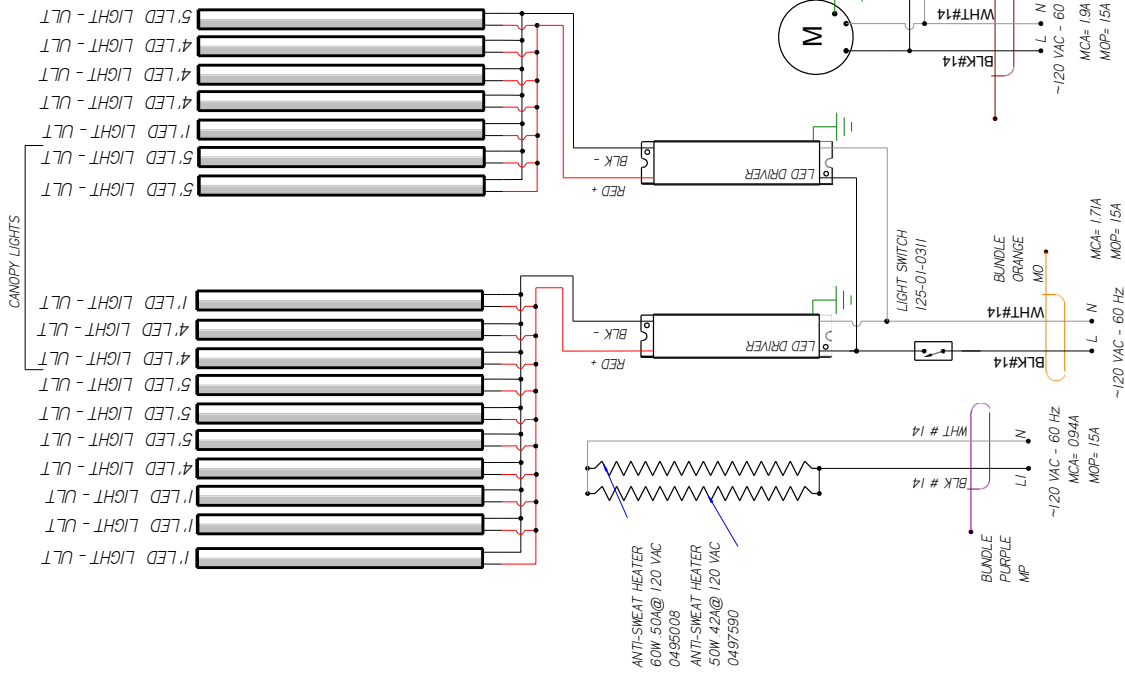 5' LED LIGHT - ULT
4' LED LIGHT - ULT
4' LED LIGHT - ULT
4' LED LIGHT - ULT
1' LED LIGHT - ULT
5' LED LIGHT - ULT
5' LED LIGHT - ULT
CANOPY LIGHTS
1' LED LIGHT - ULT
4' LED LIGHT - ULT
4' LED LIGHT - ULT
5' LED LIGHT - ULT
5' LED LIGHT - ULT
5' LED LIGHT - ULT
4' LED LIGHT - ULT
1' LED LIGHT - ULT
1' LED LIGHT - ULT
1' LED LIGHT - ULT
BLK -
RED +
LED DRIVER
BLK -
RED +
LED DRIVER
M
WHT#14
BLK#14
N
L
~120 VAC - 60
MCA= 1.9A
MOP= 15A
LIGHT SWITCH
125-01-0311
BUNDLE
ORANGE
MO
WHT#14
BLK#14
N
L
~120 VAC - 60 HZ
MCA= 1.71A
MOP= 15A
WHT # 14
BLK # 14
N
L1
~120 VAC - 60 HZ
MCA= 0.94A
MOP= 15A
BUNDLE
PURPLE
MP
ANTI-SWEAT HEATER
60W .50A@ 120 VAC
0495008
ANTI-SWEAT HEATER
50W .42A@ 120 VAC
0497590